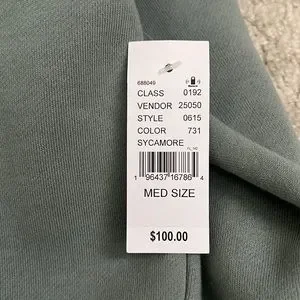 688049
CLASS 0192
VENDOR 25050
STYLE 0615
COLOR 731
SYCAMORE
1 96437 16786 4
MED SIZE
$100.00